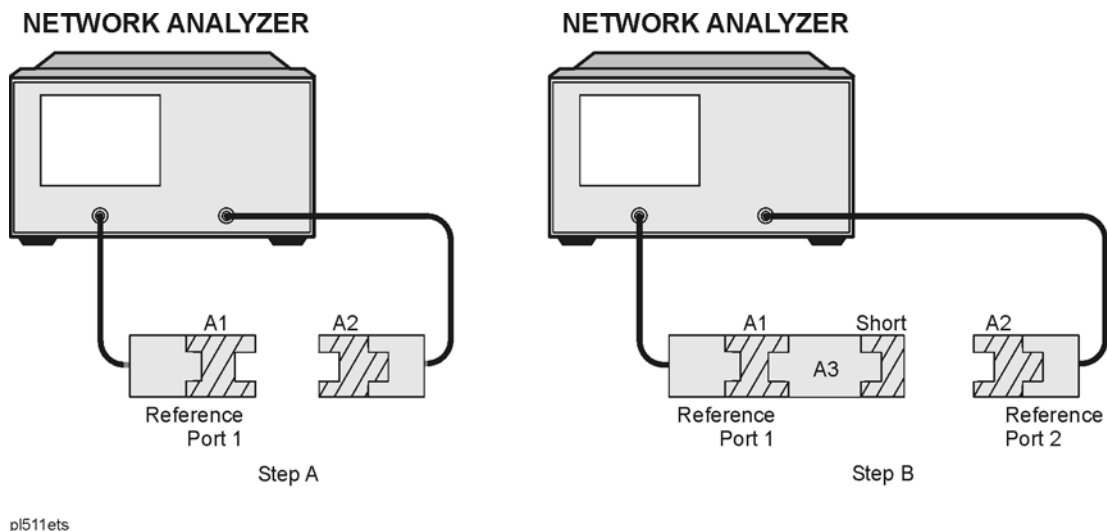 NETWORK ANALYZER
A1
A2
Reference
Port 1
Step A
NETWORK ANALYZER
A1
Short
A2
A3
Reference
Port 1
Reference
Port 2
Step B
pl511ets